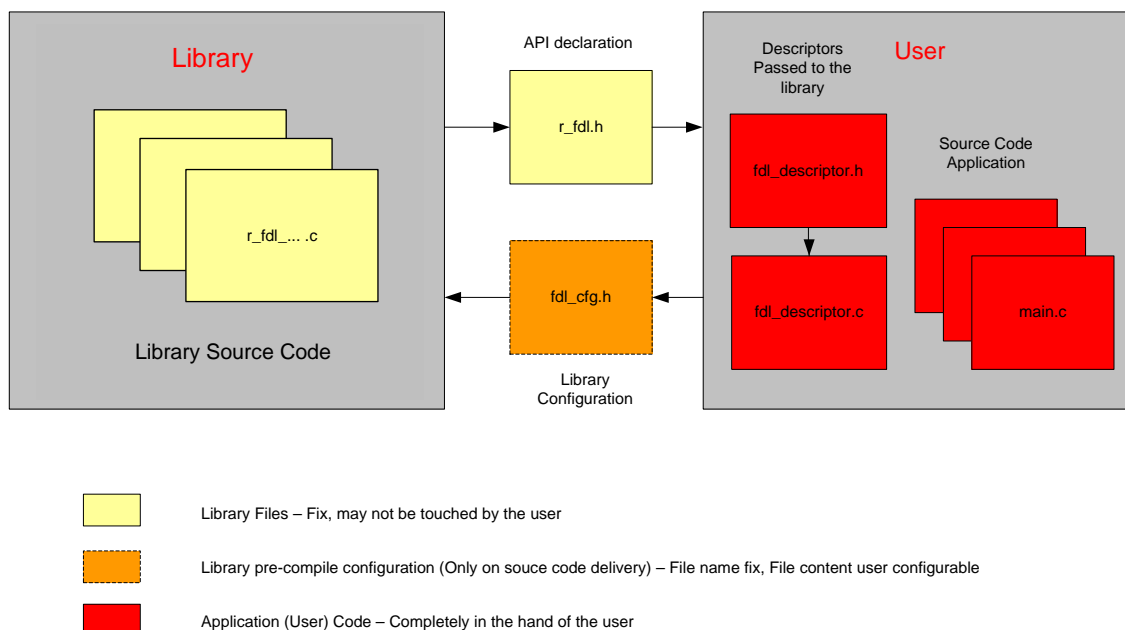 Library
r_fdl_... .c
Library Source Code
API declaration
r_fdl.h
fdl_cfg.h
Library
Configuration
User
Descriptors
Passed to the
library
fdl_descriptor.h
fdl_descriptor.c
Source Code
Application
main.c
Library Files – Fix, may not be touched by the user
Library pre-compile configuration (Only on souce code delivery) – File name fix, File content user configurable
Application (User) Code – Completely in the hand of the user